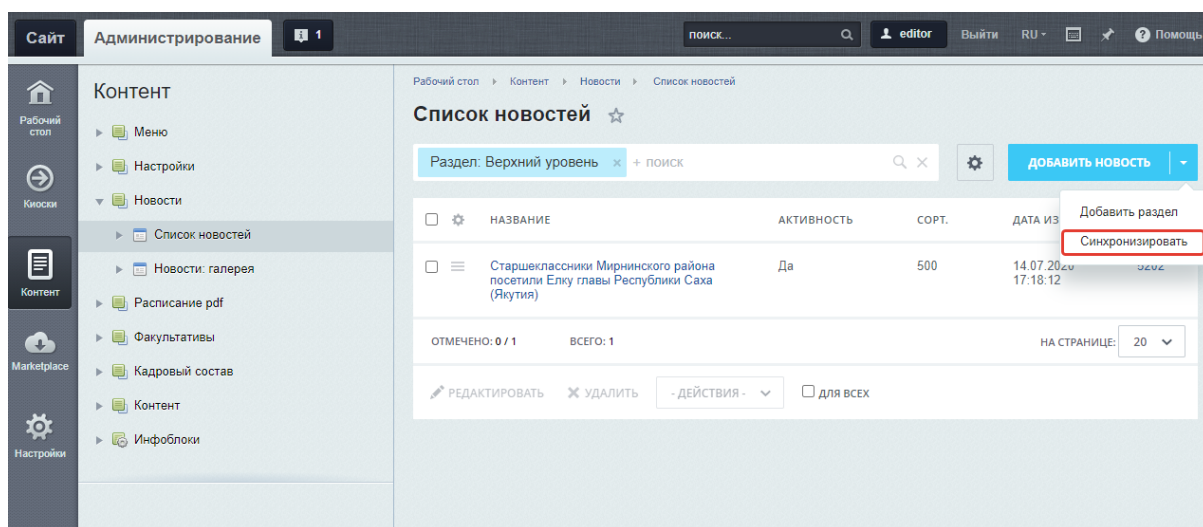 Сайт
Администрирование
1
поиск...
editor
Выйти
RU
Помощь
Рабочий стол
Киоски
Контент
Marketplace
Настройки
Контент
Меню
Настройки
Новости
Список новостей
Новости: галерея
Расписание pdf
Факультативы
Кадровый состав
Контент
Инфоблоки
Рабочий стол Контент Новости Список новостей
Список новостей
Раздел: Верхний уровень × + поиск
ДОБАВИТЬ НОВОСТЬ
Добавить раздел
Синхронизировать
НАЗВАНИЕ АКТИВНОСТЬ СОРТ. ДАТА ИЗ
Старшеклассники Мирнинского района Да 500 14.07.2020 5202
посетили Елку главы Республики Саха 17:18:12
(Якутия)
ОТМЕЧЕНО: 0 / 1 ВСЕГО: 1 НА СТРАНИЦЕ: 20
РЕДАКТИРОВАТЬ УДАЛИТЬ - ДЕЙСТВИЯ - ДЛЯ ВСЕХ